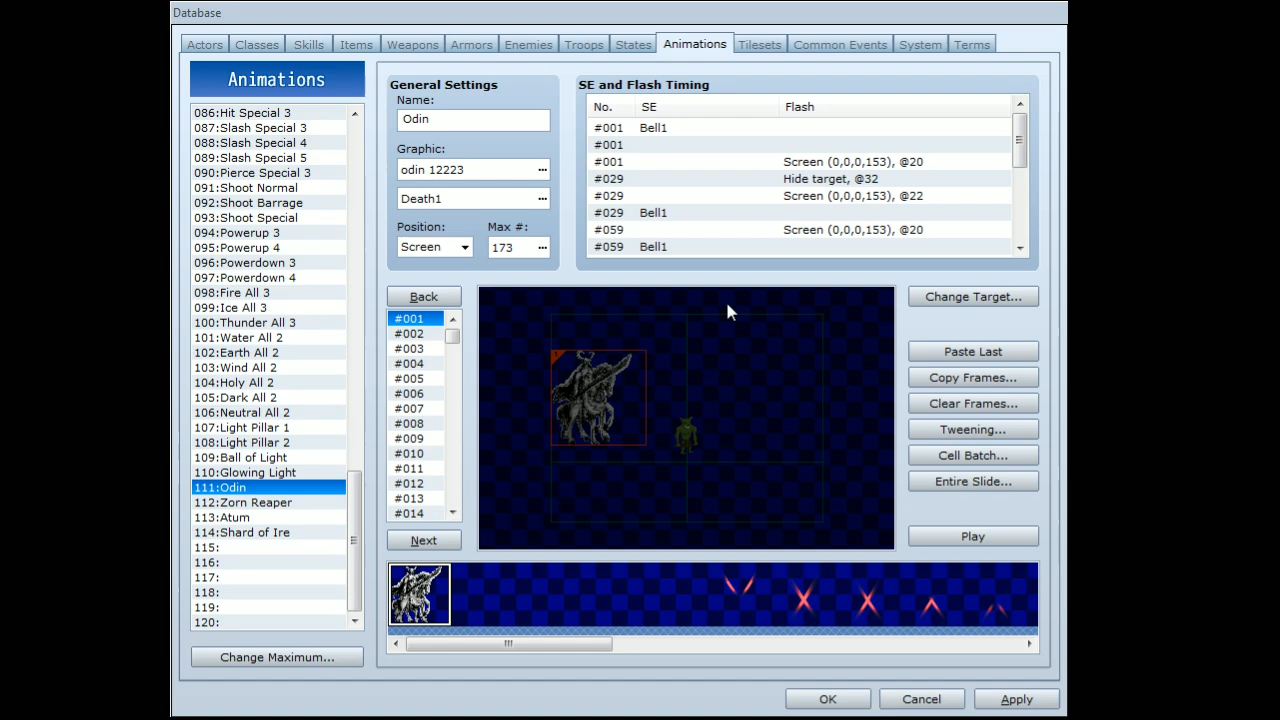 Database
Actors Classes Skills Items Weapons Armors Enemies Troops States Animations Tilesets Common Events System Terms
Animations
086:Hit Special 3
087:Slash Special 3
088:Slash Special 4
089:Slash Special 5
090:Pierce Special 3
091:Shoot Normal
092:Shoot Barrage
093:Shoot Special
094:Powerup 3
095:Powerup 4
096:Powerdown 3
097:Powerdown 4
098:Fire All 3
099:Ice All 3
100:Thunder All 3
101:Water All 2
102:Earth All 2
103:Wind All 2
104:Holy All 2
105:Dark All 2
106:Neutral All 2
107:Light Pillar 1
108:Light Pillar 2
109:Ball of Light
110:Glowing Light
111:Odin
112:Zorn Reaper
113:Atum
114:Shard of Ire
115:
116:
117:
118:
119:
120:
Change Maximum...
General Settings
Name:
Odin
Graphic:
odin 12223 ...
Death1 ...
Position: Max #:
Screen 173 ...
SE and Flash Timing
No. SE Flash
#001 Bell1
#001
#001 Screen (0,0,0,153), @20
#029 Hide target, @32
#029 Screen (0,0,0,153), @22
#029 Bell1
#059 Screen (0,0,0,153), @20
#059 Bell1
Back
#001
#002
#003
#004
#005
#006
#007
#008
#009
#010
#011
#012
#013
#014
Next
1
Change Target...
Paste Last
Copy Frames...
Clear Frames...
Tweening...
Cell Batch...
Entire Slide...
Play
OK Cancel Apply